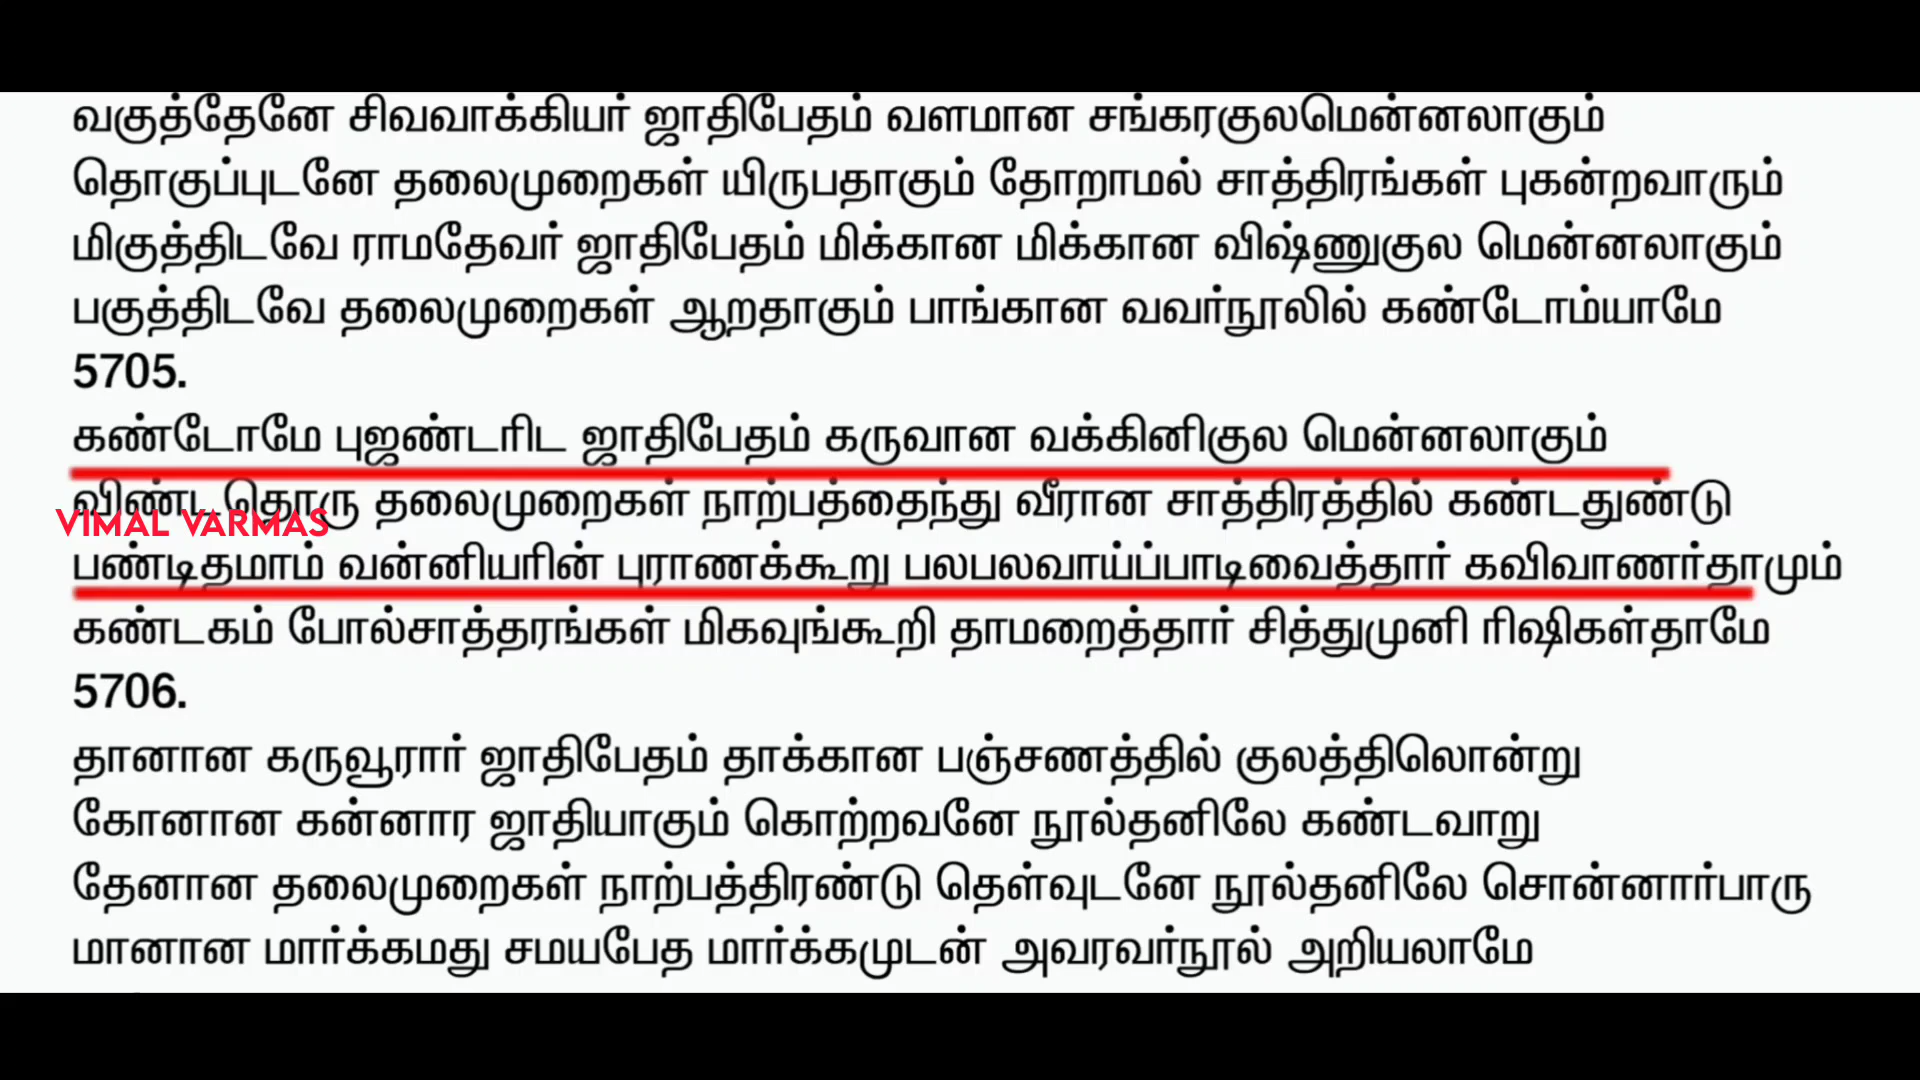 வகுத்தேனே சிவவாக்கியர் ஜாதிபேதம் வளமான சங்கரகுலமென்னலாகும்
தொகுப்புடனே தலைமுறைகள் யிருபதாகும் தோறாமல் சாத்திரங்கள் புகன்றவாரும்
மிகுத்திடவே ராமதேவர் ஜாதிபேதம் மிக்கான மிக்கான விஷ்ணுகுல மென்னலாகும்
பகுத்திடவே தலைமுறைகள் ஆறதாகும் பாங்கான வவர்நூலில் கண்டோம்யாமே
5705.
கண்டோமே புஜண்டரிட ஜாதிபேதம் கருவான வக்கினிகுல மென்னலாகும்
விண்ட தொரு தலைமுறைகள் நாற்பத்தைந்து வீரான சாத்திரத்தில் கண்டதுண்டு
VIMAL VARMAS
பண்டிதமாம் வன்னியரின் புராணக்கூறு பலபலவாய்ப்பாடிவைத்தார் கவிவாணர்தாமும்
கண்டகம் போல்சாத்தரங்கள் மிகவுங்கூறி தாமறைத்தார் சித்துமுனி ரிஷிகள்தாமே
5706.
தானான கருவூரார் ஜாதிபேதம் தாக்கான பஞ்சணத்தில் குலத்திலொன்று
கோனான கன்னார ஜாதியாகும் கொற்றவனே நூல்தனிலே கண்டவாறு
தேனான தலைமுறைகள் நாற்பத்திரண்டு தெள்வுடனே நூல்தனிலே சொன்னார்பாரு
மானான மார்க்கமது சமயபேத மார்க்கமுடன் அவரவர்நூல் அறியலாமே